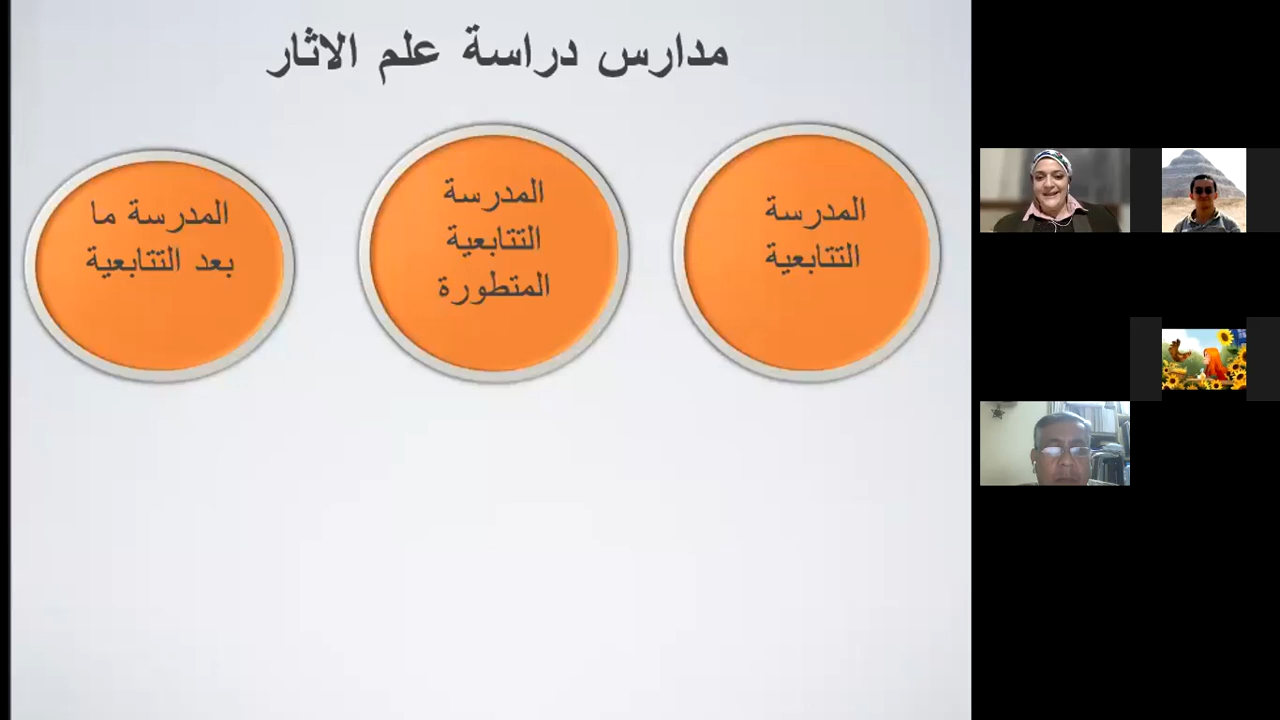 مدارس دراسة علم الاثار
المدرسة
التتابعية
المدرسة
التتابعية
المتطورة
المدرسة ما
بعد التتابعية